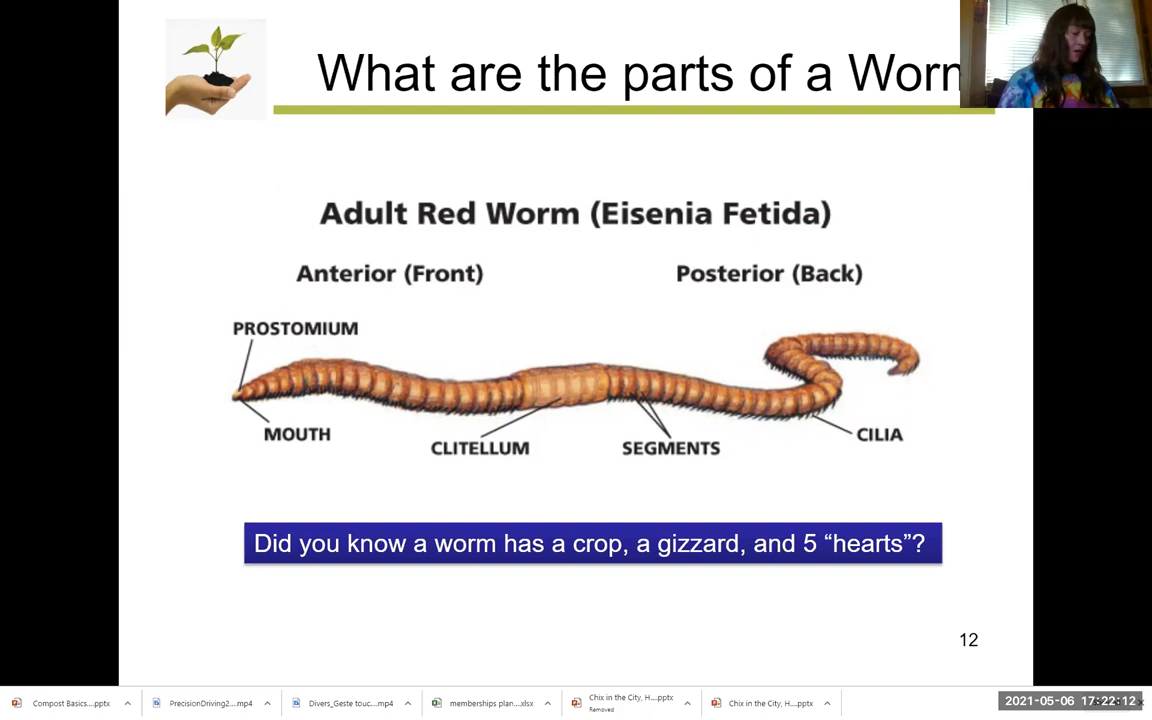 What are the parts of a Worm
Adult Red Worm (Eisenia Fetida)
Anterior (Front)
Posterior (Back)
PROSTOMIUM
MOUTH
CLITELLUM
SEGMENTS
CILIA
Did you know a worm has a crop, a gizzard, and 5 “hearts”?
12
Compost Basics....pptx
PrecisionDriving2....mp4
Divers_Geste touc....mp4
memberships plan....xlsx
Chix in the City, H....pptx
Removed
Chix in the City, H....pptx
2021-05-06 17:22:12